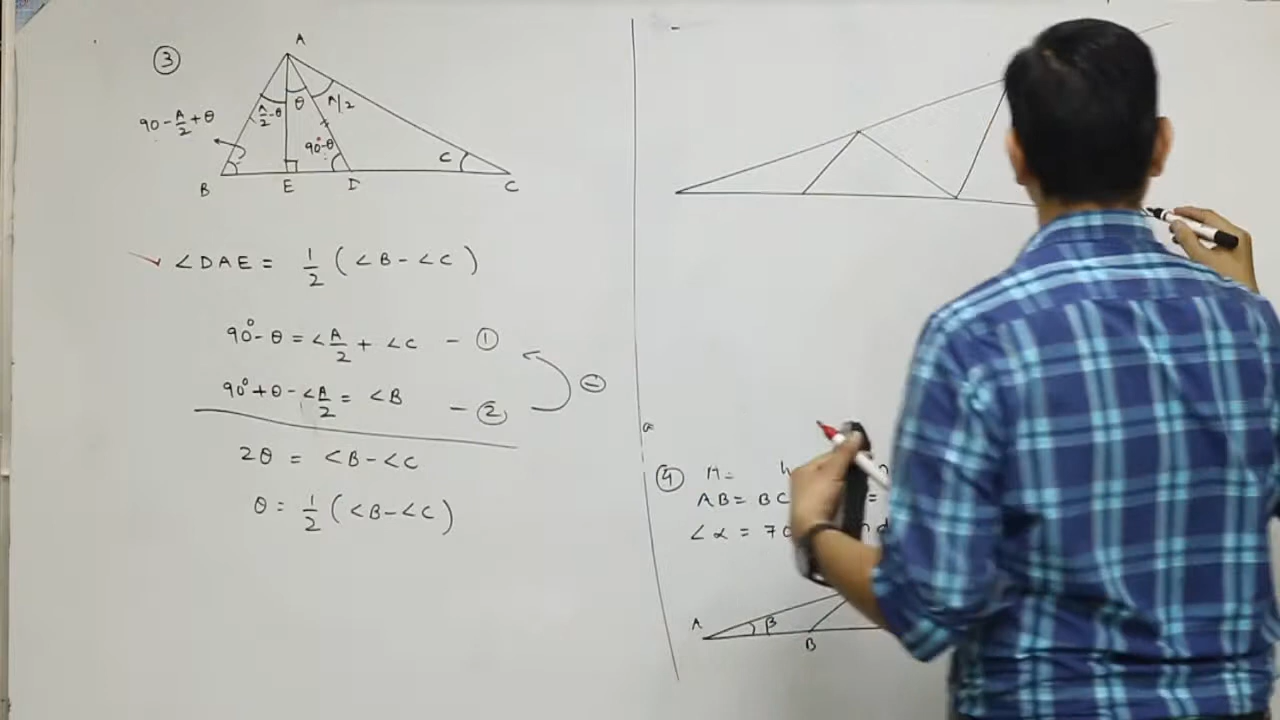 ③
A
A/2-θ θ A/2
90-A/2+θ
90°-θ C
B E D C
∠DAE = 1/2 (∠B-∠C)
90°-θ = ∠A/2 + ∠C - ①
90°+θ-∠A/2 = ∠B - ②
⊖
2θ = ∠B-∠C
θ = 1/2 (∠B-∠C)
④
AB = BC =
∠α = 70
A β
B